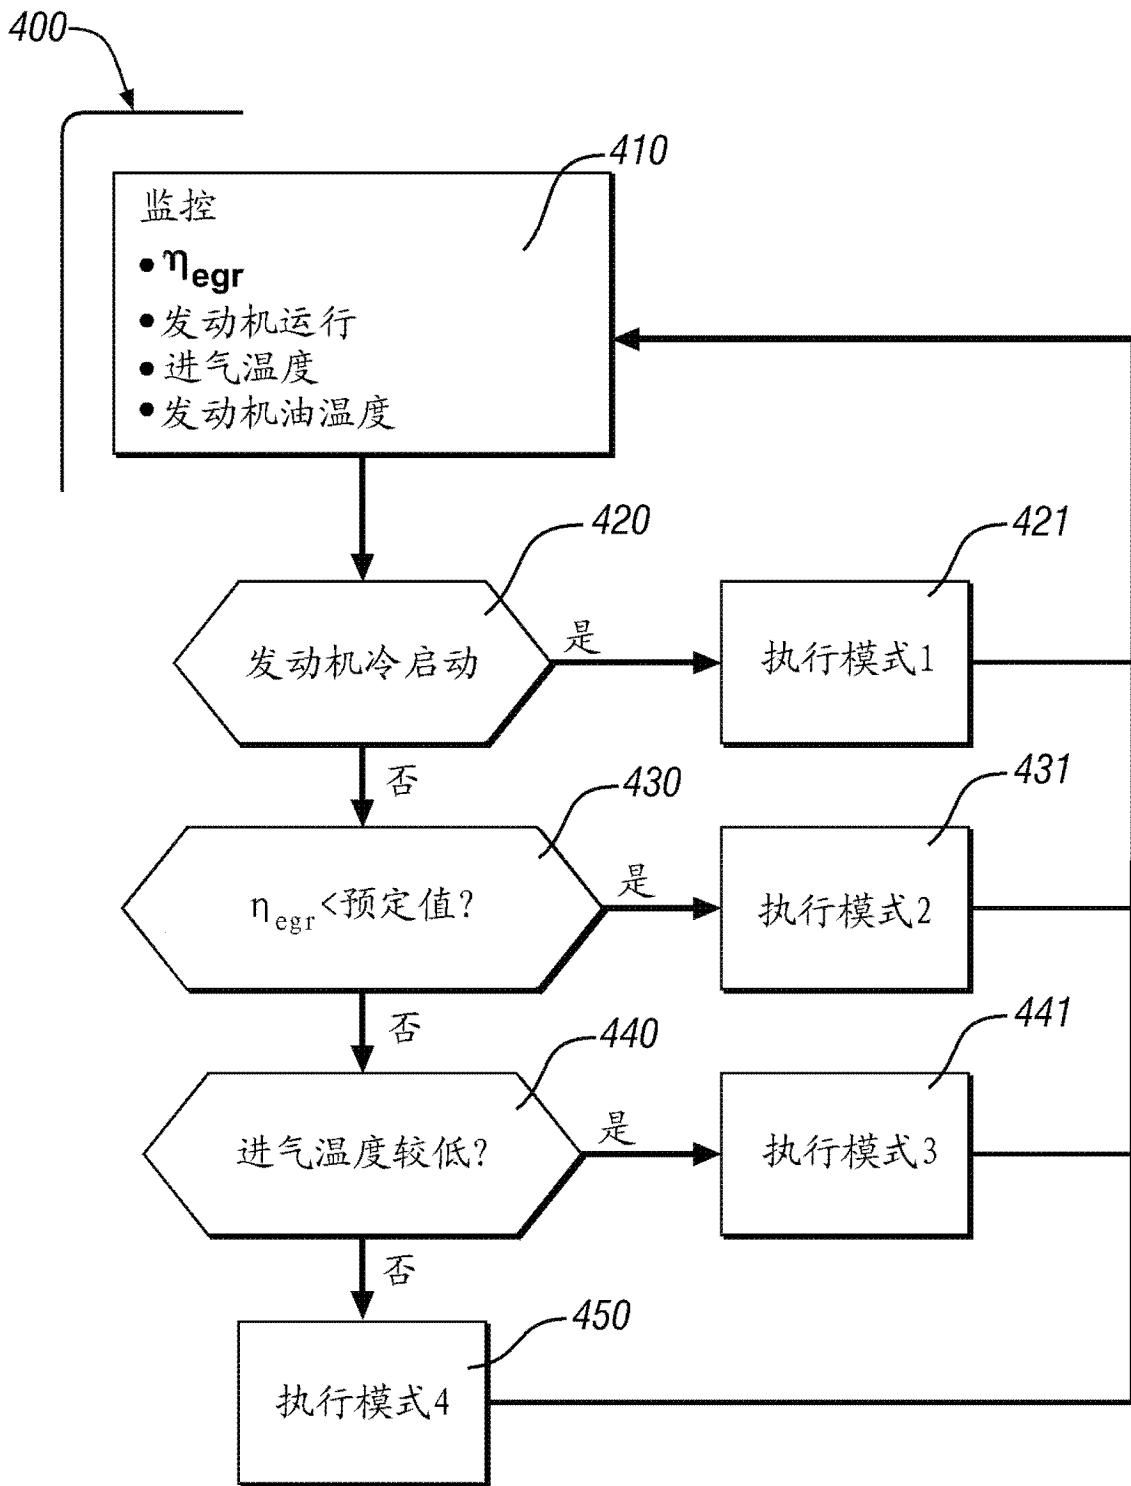 400
410
监控
• ηegr
• 发动机运行
• 进气温度
• 发动机油温度
420
421
发动机冷启动
是
执行模式1
否
430
431
ηegr<预定值?
是
执行模式2
否
440
441
进气温度较低?
是
执行模式3
否
450
执行模式4